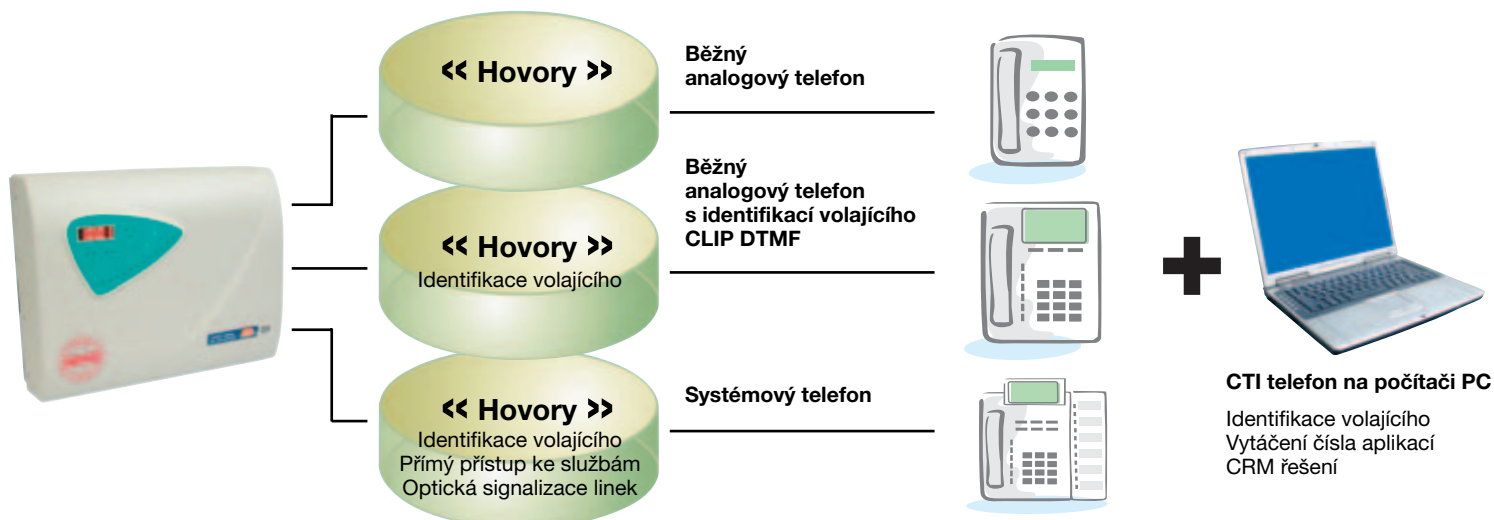 « Hovory »
Běžný
analogový telefon
« Hovory »
Identifikace volajícího
Běžný
analogový telefon
s identifikací volajícího
CLIP DTMF
« Hovory »
Identifikace volajícího
Přímý přístup ke službám
Optická signalizace linek
Systémový telefon
CTI telefon na počítači PC
Identifikace volajícího
Vytáčení čísla aplikací
CRM řešení